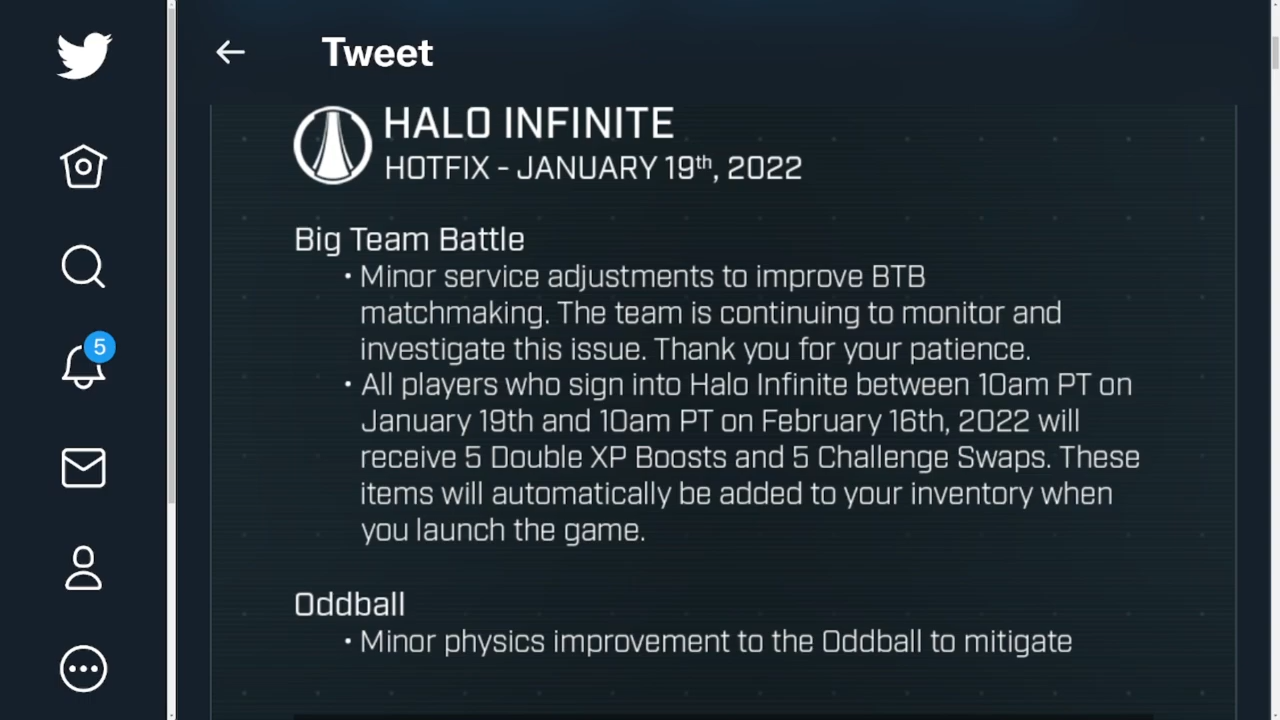 Tweet
HALO INFINITE
HOTFIX - JANUARY 19th, 2022
Big Team Battle
• Minor service adjustments to improve BTB
matchmaking. The team is continuing to monitor and
investigate this issue. Thank you for your patience.
• All players who sign into Halo Infinite between 10am PT on
January 19th and 10am PT on February 16th, 2022 will
receive 5 Double XP Boosts and 5 Challenge Swaps. These
items will automatically be added to your inventory when
you launch the game.
Oddball
• Minor physics improvement to the Oddball to mitigate
5